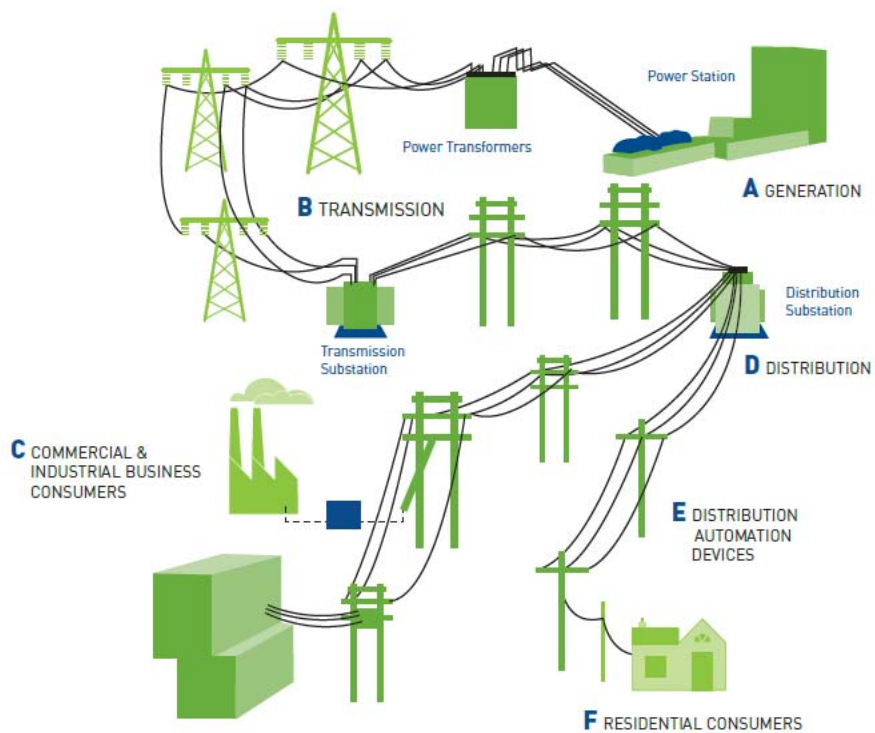 Power Station
Power Transformers
A GENERATION
B TRANSMISSION
Distribution
Substation
Transmission
Substation
D DISTRIBUTION
C COMMERCIAL &
INDUSTRIAL BUSINESS
CONSUMERS
E DISTRIBUTION
AUTOMATION
DEVICES
F RESIDENTIAL CONSUMERS